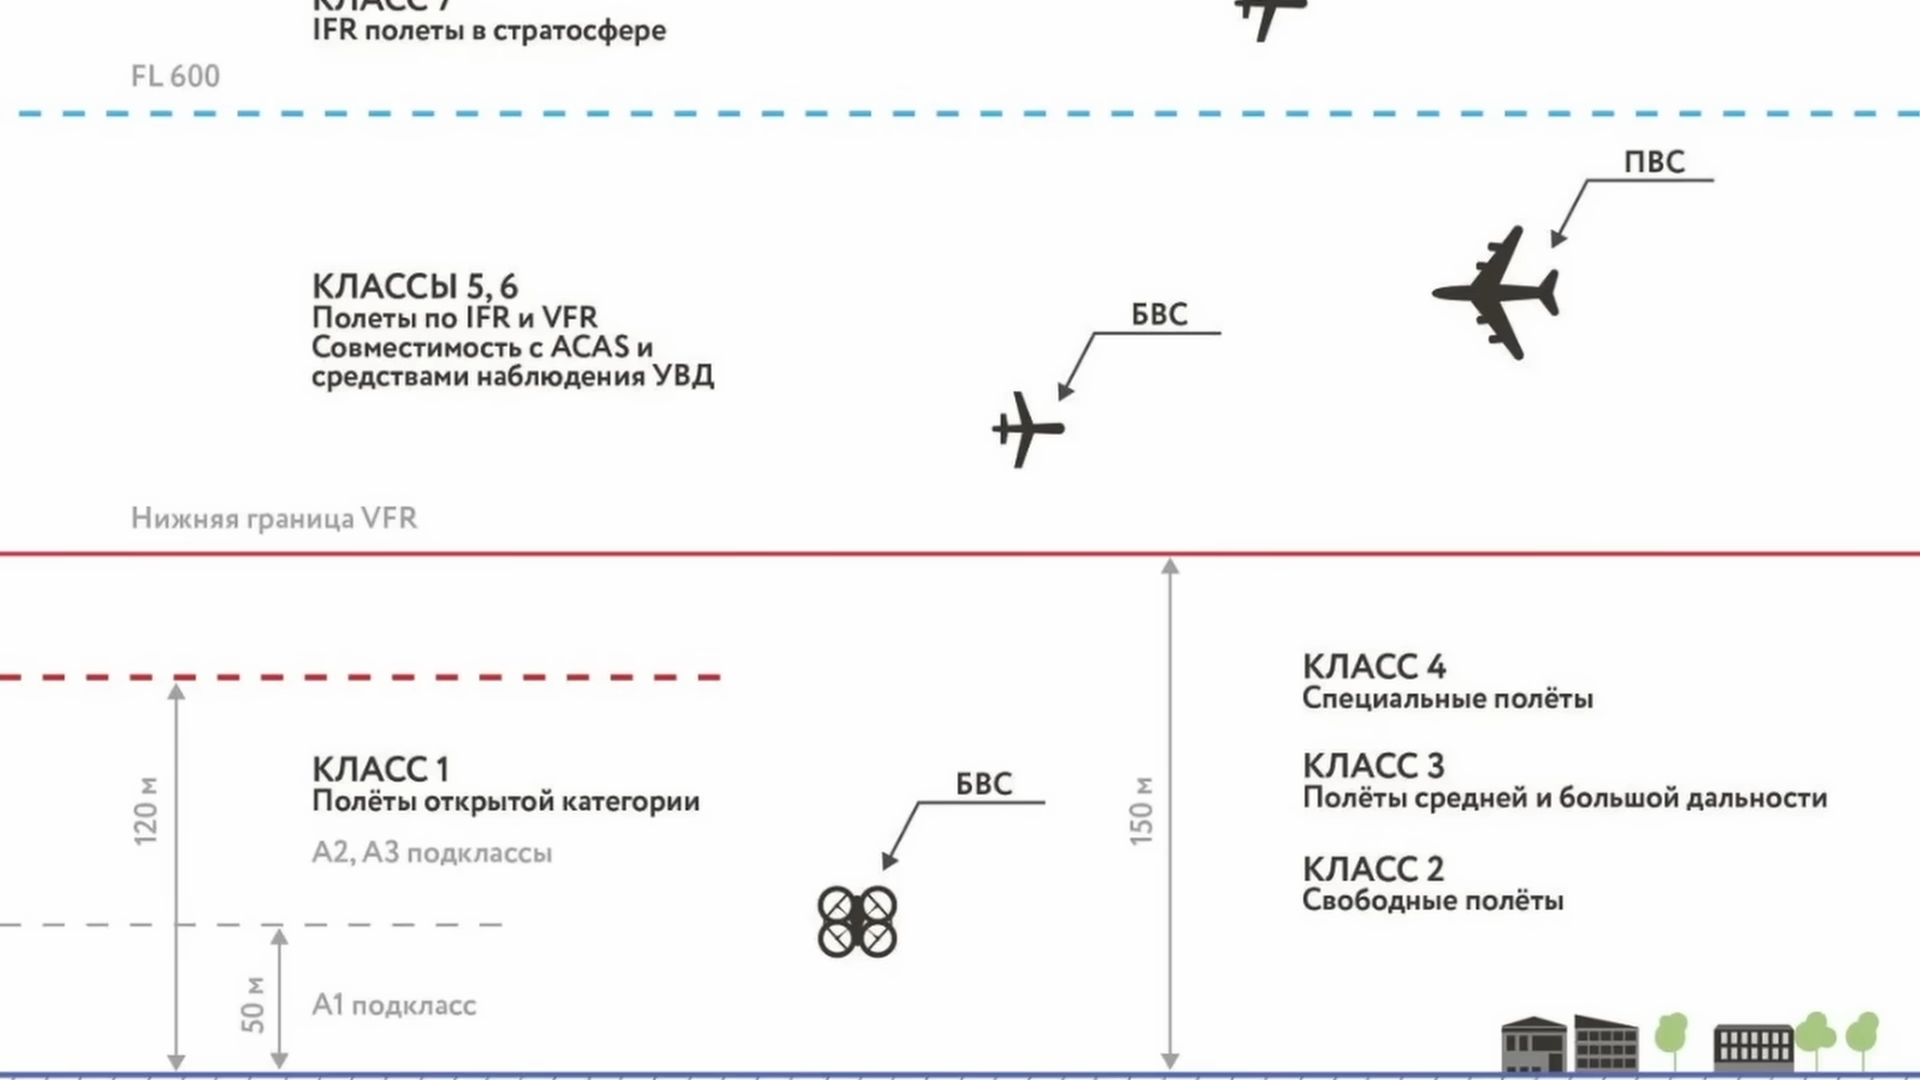 КЛАСС 7
IFR полеты в стратосфере
FL 600
ПВС
КЛАССЫ 5, 6
Полеты по IFR и VFR
Совместимость с ACAS и
средствами наблюдения УВД
БВС
Нижняя граница VFR
120 м
КЛАСС 1
Полёты открытой категории
А2, А3 подклассы
50 м
А1 подкласс
БВС
150 м
КЛАСС 4
Специальные полёты
КЛАСС 3
Полёты средней и большой дальности
КЛАСС 2
Свободные полёты